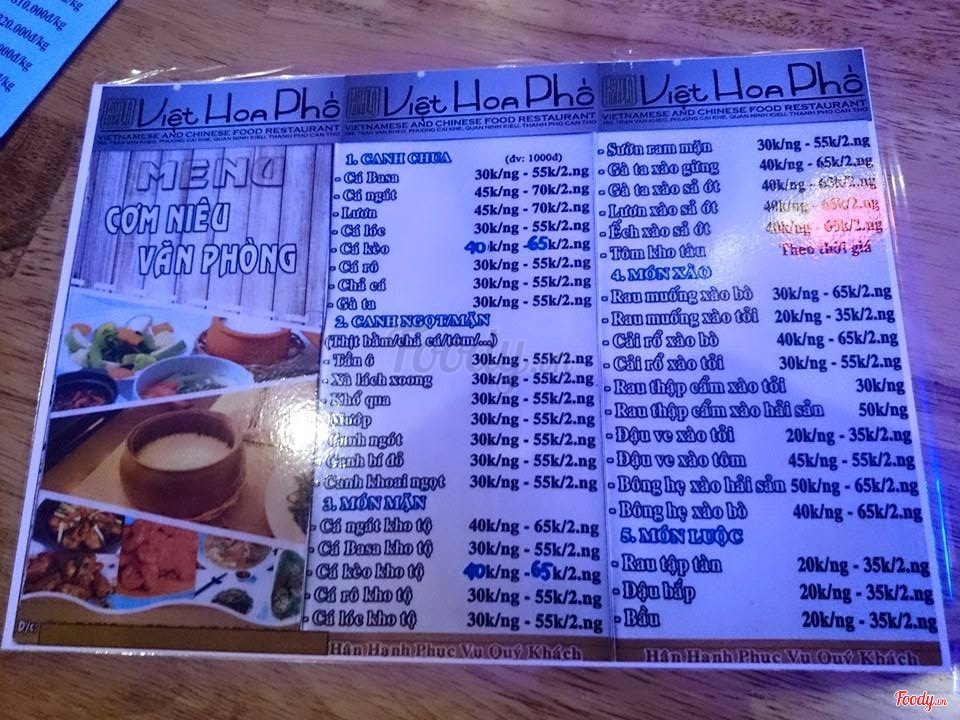 310,000đ/kg
320.000đ/kg
Việt Hoa Phố
VIETNAMESE AND CHINESE FOOD RESTAURANT
MENU
CƠM NIÊU
VĂN PHÒNG
Đ/c:
Việt Hoa Phố
VIETNAMESE AND CHINESE FOOD RESTAURANT
1. CANH CHUA (đv: 1000đ)
- Cá Basa 30k/ng - 55k/2.ng
- Cá ngát 45k/ng - 70k/2.ng
- Lươn 45k/ng - 70k/2.ng
- Cá lóc 30k/ng - 55k/2.ng
- Cá kèo 40k/ng - 65k/2.ng
- Cá rô 30k/ng - 55k/2.ng
- Chả cá 30k/ng - 55k/2.ng
- Gà ta 30k/ng - 55k/2.ng
2. CANH NGỌT/MẶN
(Thịt bằm/chả cá/tôm/...)
- Tần ô 30k/ng - 55k/2.ng
- Xà lách xoong 30k/ng - 55k/2.ng
- Khổ qua 30k/ng - 55k/2.ng
- Mướp 30k/ng - 55k/2.ng
- Canh ngót 30k/ng - 55k/2.ng
- Canh bí đỏ 30k/ng - 55k/2.ng
- Canh khoai ngọt 30k/ng - 55k/2.ng
3. MÓN MẶN
- Cá ngát kho tộ 40k/ng - 65k/2.ng
- Cá Basa kho tộ 30k/ng - 55k/2.ng
- Cá kèo kho tộ 40k/ng - 65k/2.ng
- Cá rô kho tộ 30k/ng - 55k/2.ng
- Cá lóc kho tộ 30k/ng - 55k/2.ng
Hân Hạnh Phục Vụ Quý Khách
Việt Hoa Phố
VIETNAMESE AND CHINESE FOOD RESTAURANT
- Sườn ram mặn 30k/ng - 55k/2.ng
- Gà ta xào gừng 40k/ng - 65k/2.ng
- Gà ta xào sả ớt 40k/ng - 65k/2.ng
- Lươn xào sả ớt 40k/ng - 65k/2.ng
- Ếch xào sả ớt 40k/ng - 65k/2.ng
- Tôm kho tàu Theo thời giá
4. MÓN XÀO
- Rau muống xào bò 30k/ng - 65k/2.ng
- Rau muống xào tỏi 20k/ng - 35k/2.ng
- Cải rổ xào bò 40k/ng - 65k/2.ng
- Cải rổ xào tỏi 30k/ng - 55k/2.ng
- Rau thập cẩm xào tỏi 30k/ng
- Rau thập cẩm xào hải sản 50k/ng
- Đậu ve xào tỏi 20k/ng - 35k/2.ng
- Đậu ve xào tôm 45k/ng - 55k/2.ng
- Bông hẹ xào hải sản 50k/ng - 65k/2.ng
- Bông hẹ xào bò 40k/ng - 65k/2.ng
5. MÓN LUỘC
- Rau tập tàn 20k/ng - 35k/2.ng
- Đậu bắp 20k/ng - 35k/2.ng
- Bầu 20k/ng - 35k/2.ng
Hân Hạnh Phục Vụ Quý Khách
Foody.vn
Foody.vn